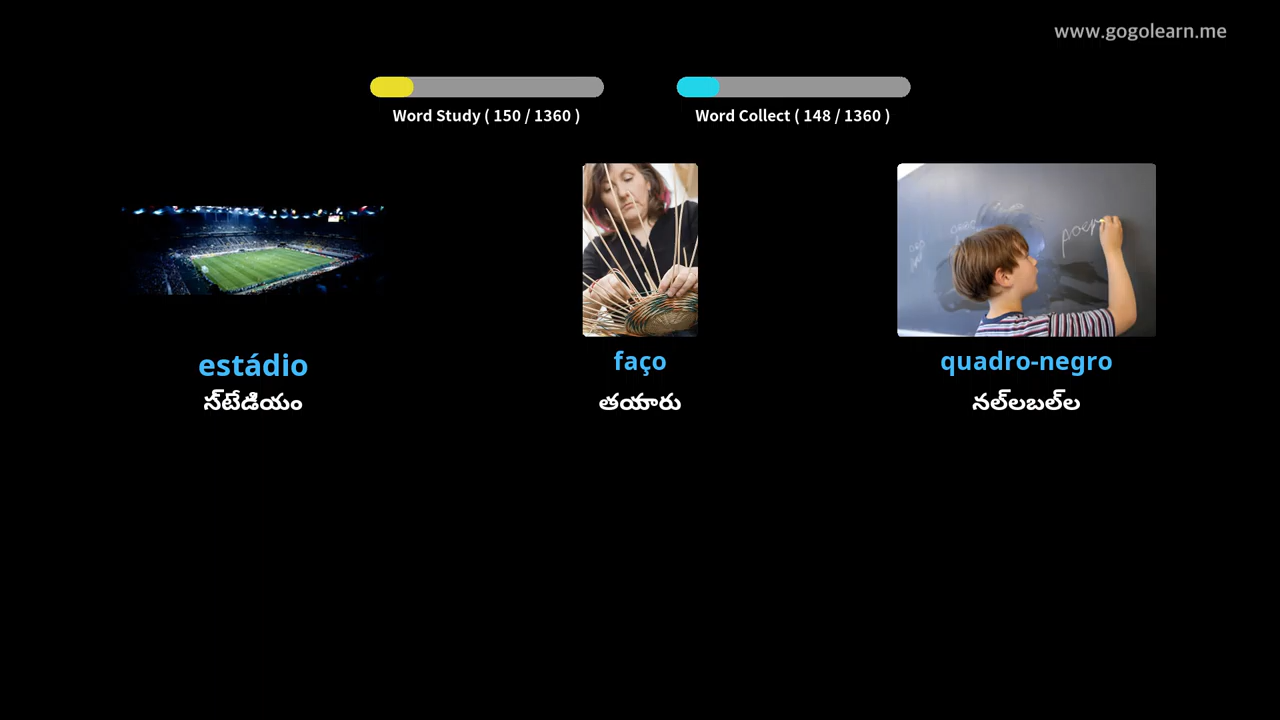 www.gogolearn.me
Word Study ( 150 / 1360 )
Word Collect ( 148 / 1360 )
estádio
faço
quadro-negro
స్టేడియం
తయారు
నల్లబల్ల